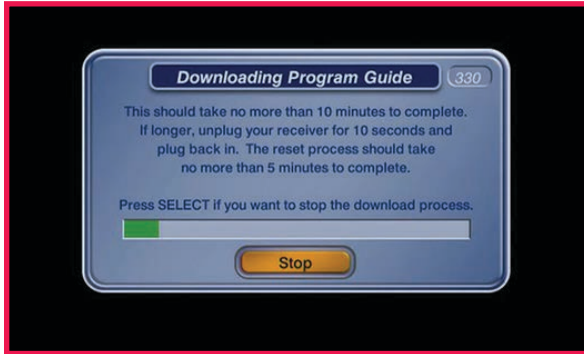 Downloading Program Guide 330
This should take no more than 10 minutes to complete.
If longer, unplug your receiver for 10 seconds and
plug back in. The reset process should take
no more than 5 minutes to complete.
Press SELECT if you want to stop the download process.
Stop